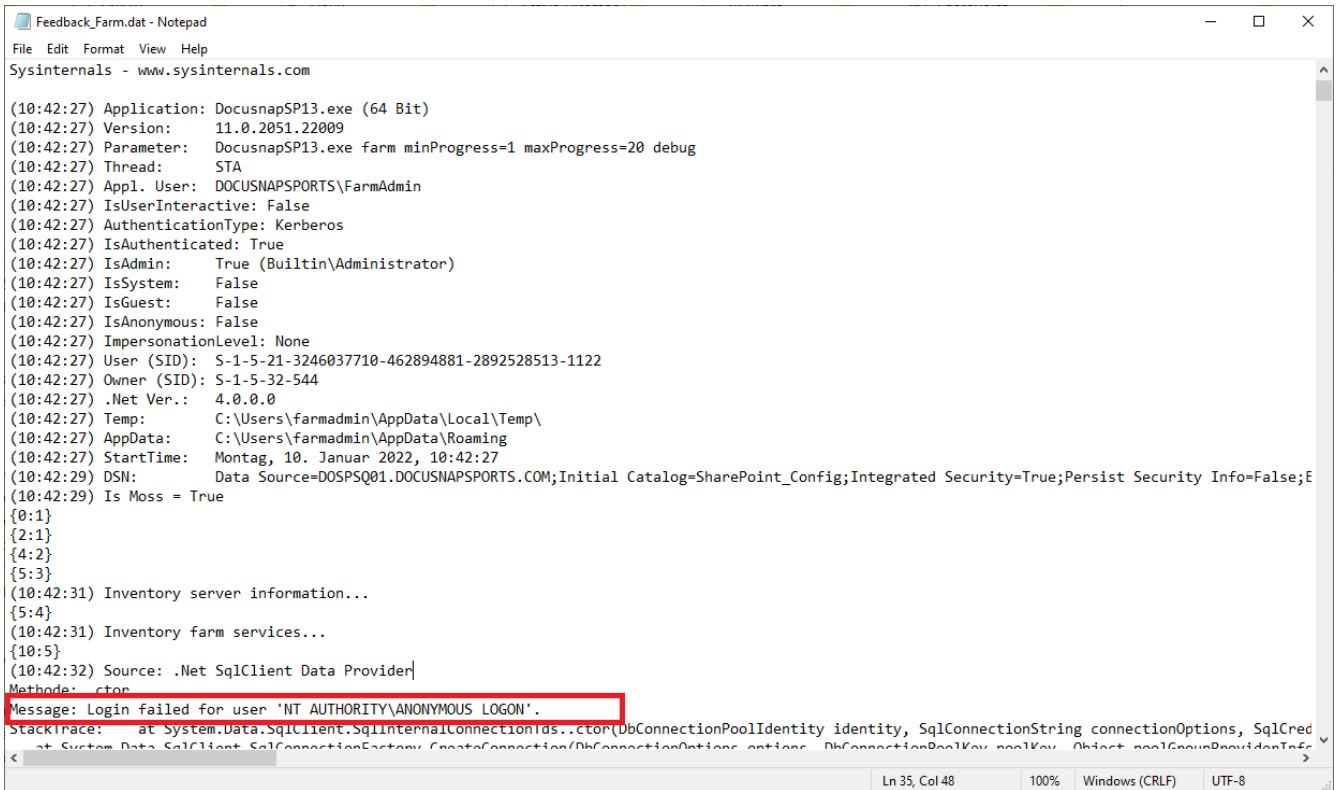 Feedback_Farm.dat - Notepad
File Edit Format View Help
Sysinternals - www.sysinternals.com
(10:42:27) Application: DocusnapSP13.exe (64 Bit)
(10:42:27) Version: 11.0.2051.22009
(10:42:27) Parameter: DocusnapSP13.exe farm minProgress=1 maxProgress=20 debug
(10:42:27) Thread: STA
(10:42:27) Appl. User: DOCUSNAPSPORTS\FarmAdmin
(10:42:27) IsUserInteractive: False
(10:42:27) AuthenticationType: Kerberos
(10:42:27) IsAuthenticated: True
(10:42:27) IsAdmin: True (Builtin\Administrator)
(10:42:27) IsSystem: False
(10:42:27) IsGuest: False
(10:42:27) IsAnonymous: False
(10:42:27) ImpersonationLevel: None
(10:42:27) User (SID): S-1-5-21-3246037710-462894881-2892528513-1122
(10:42:27) Owner (SID): S-1-5-32-544
(10:42:27) .Net Ver.: 4.0.0.0
(10:42:27) Temp: C:\Users\farmadmin\AppData\Local\Temp\
(10:42:27) AppData: C:\Users\farmadmin\AppData\Roaming
(10:42:27) StartTime: Montag, 10. Januar 2022, 10:42:27
(10:42:29) DSN: Data Source=DOSPSQ01.DOCUSNAPSPORTS.COM;Initial Catalog=SharePoint_Config;Integrated Security=True;Persist Security Info=False;E
(10:42:29) Is Moss = True
{0:1}
{2:1}
{4:2}
{5:3}
(10:42:31) Inventory server information...
{5:4}
(10:42:31) Inventory farm services...
{10:5}
(10:42:32) Source: .Net SqlClient Data Provider
Methode: .ctor
Message: Login failed for user 'NT AUTHORITY\ANONYMOUS LOGON'.
StackTrace: at System.Data.SqlClient.SqlInternalConnectionTds..ctor(DbConnectionPoolIdentity identity, SqlConnectionString connectionOptions, SqlCred
at System.Data.SqlClient.SqlConnectionFactory.CreateConnection(DbConnectionOptions options, DbConnectionPoolKey poolKey, Object poolGroupProviderInfo
Ln 35, Col 48 100% Windows (CRLF) UTF-8